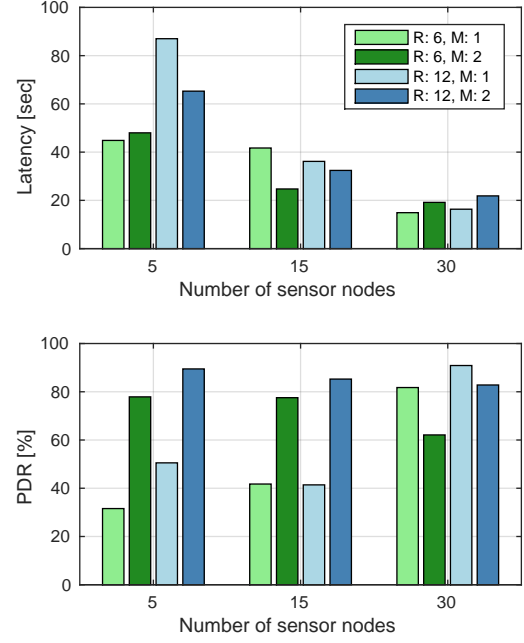 100
80
60
40
20
0
Latency [sec]
R: 6, M: 1
R: 6, M: 2
R: 12, M: 1
R: 12, M: 2
5 15 30
Number of sensor nodes
100
80
60
40
20
0
PDR [%]
5 15 30
Number of sensor nodes